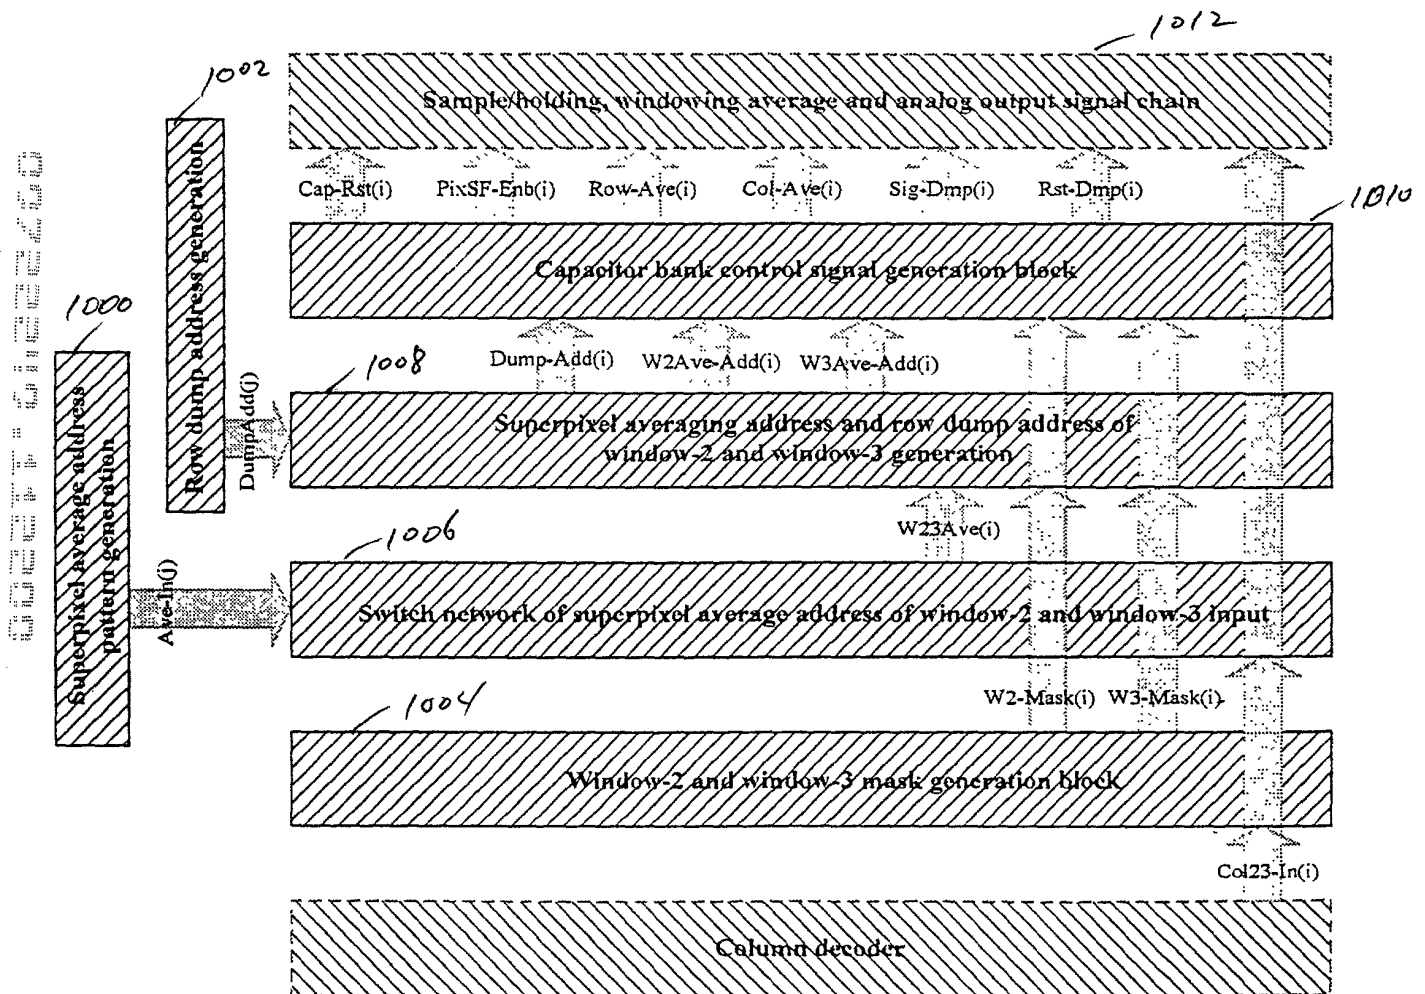 1012
1002
Sample/holding, windowing average and analog output signal chain
Cap-Rst(i) PixSF-Enb(i) Row-Ave(i) Col-Ave(i) Sig-Dmp(i) Rst-Dmp(i)
1010
Row dump address generation
Capacitor bank control signal generation block
1000
Dump-Add(i) W2Ave-Add(i) W3Ave-Add(i)
1008
DumpAdd(j)
Superpixel averaging address and row dump address of
window-2 and window-3 generation
Superpixel average address
pattern generation
W23Ave(i)
1006
Ave-In(j)
Switch network of superpixel average address of window-2 and window-3 input
W2-Mask(i) W3-Mask(i)
1004
Window-2 and window-3 mask generation block
Col23-In(i)
Column decoder